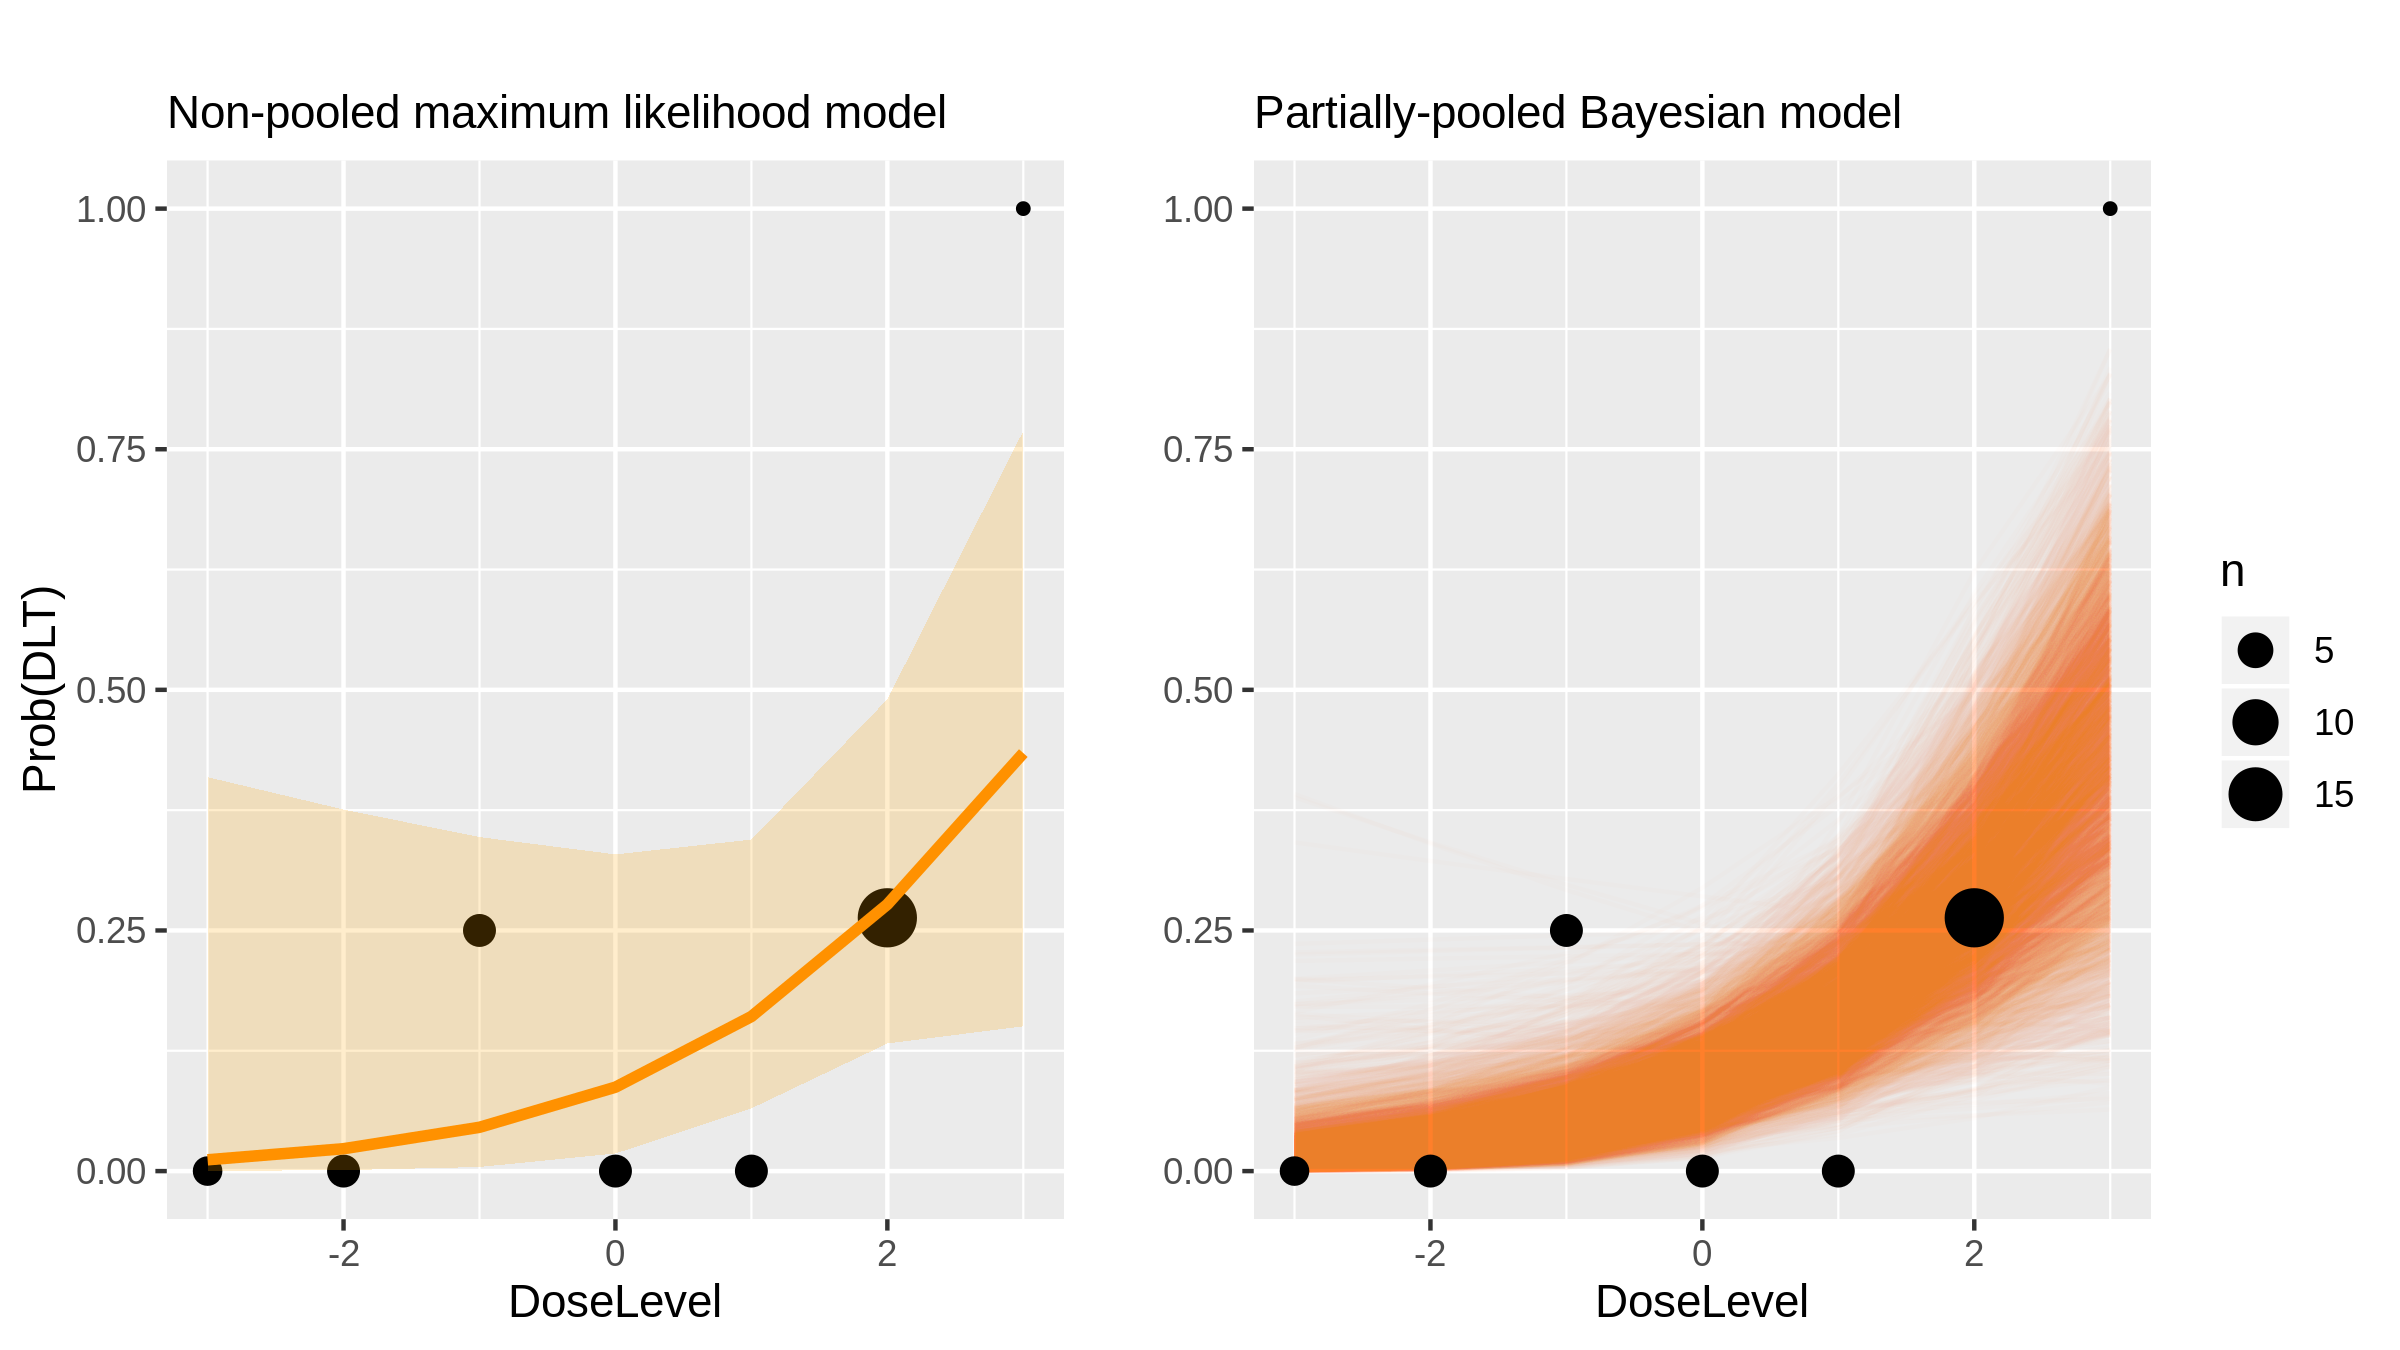 Non-pooled maximum likelihood model
Prob(DLT)
1.00
0.75
0.50
0.25
0.00
-2 0 2
DoseLevel
Partially-pooled Bayesian model
1.00
0.75
0.50
0.25
0.00
-2 0 2
DoseLevel
n
5
10
15